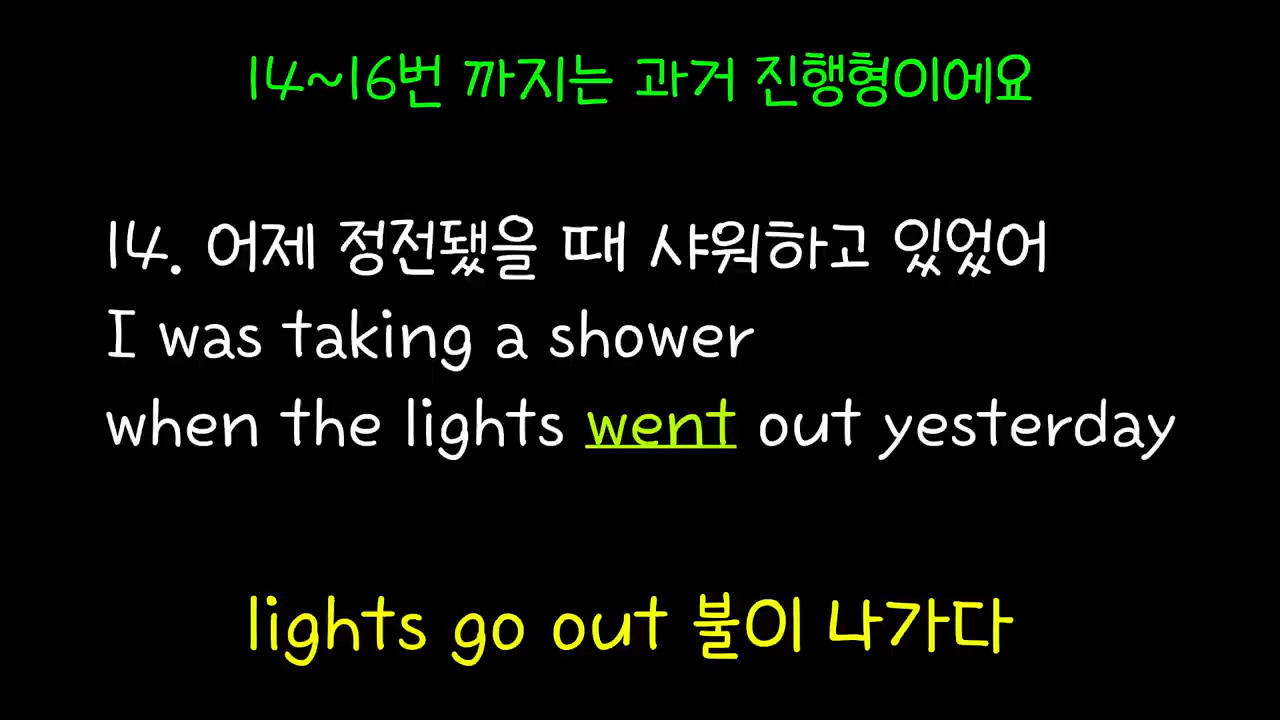 14~16번 까지는 과거 진행형이에요
14. 어제 정전됐을 때 샤워하고 있었어
I was taking a shower
when the lights went out yesterday
lights go out 불이 나가다